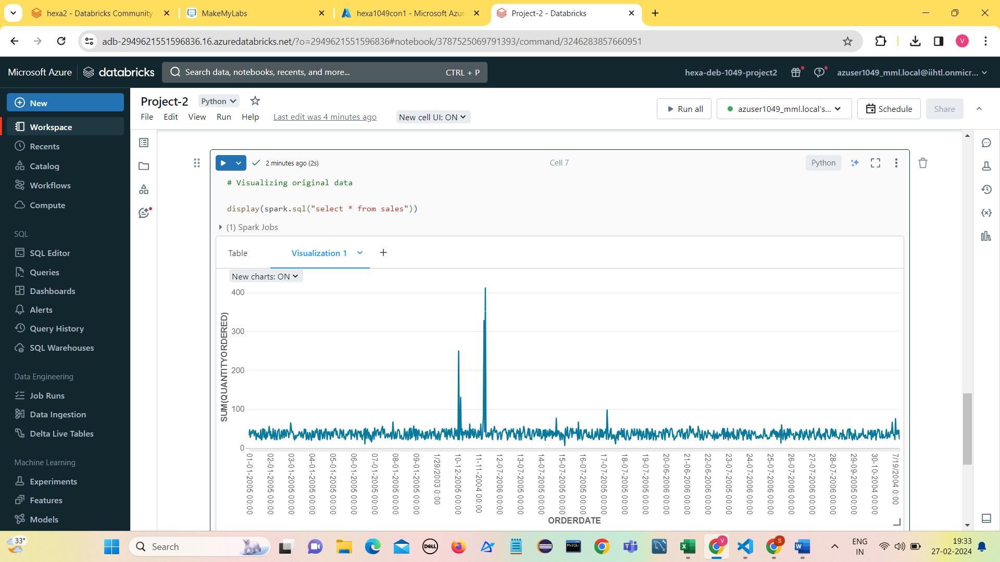 hexa2 - Databricks Community
MakeMyLabs
hexa1049con1 - Microsoft Azur
Project-2 - Databricks
adb-2949621551596836.16.azuredatabricks.net/?o=2949621551596836#notebook/3787525069791393/command/3246283857660951
V
Microsoft Azure
databricks
Search data, notebooks, recents, and more...
CTRL + P
hexa-deb-1049-project2
azuser1049_mml.local@iihtl.onmicr...
New
Workspace
Recents
Catalog
Workflows
Compute
SQL
SQL Editor
Queries
Dashboards
Alerts
Query History
SQL Warehouses
Data Engineering
Job Runs
Data Ingestion
Delta Live Tables
Machine Learning
Experiments
Features
Models
Project-2
Python
File
Edit
View
Run
Help
Last edit was 4 minutes ago
New cell UI: ON
Run all
azuser1049_mml.local's...
Schedule
Share
2 minutes ago (2s)
Cell 7
Python
# Visualizing original data
display(spark.sql("select * from sales"))
(1) Spark Jobs
Table
Visualization 1
New charts: ON
SUM(QUANTITYORDERED)
400
300
200
100
0
01-01-2005 00:00
02-01-2005 00:00
03-01-2005 00:00
04-01-2005 00:00
05-01-2005 00:00
06-01-2005 00:00
07-01-2005 00:00
08-01-2005 00:00
09-01-2005 00:00
1/29/2003 0:00
10-12-2005 00:00
11-11-2004 00:00
12-07-2006 00:00
13-07-2005 00:00
14-07-2005 00:00
15-07-2005 00:00
16-07-2005 00:00
17-07-2005 00:00
18-07-2005 00:00
19-07-2005 00:00
20-06-2006 00:00
21-06-2006 00:00
22-06-2006 00:00
23-07-2005 00:00
24-07-2006 00:00
25-07-2006 00:00
26-07-2006 00:00
27-07-2006 00:00
28-07-2006 00:00
29-09-2005 00:00
30-10-2004 00:00
7/19/2004 0:00
ORDERDATE
33°
Search
DELL
MySQL
V
S
ENG
IN
19:33
27-02-2024